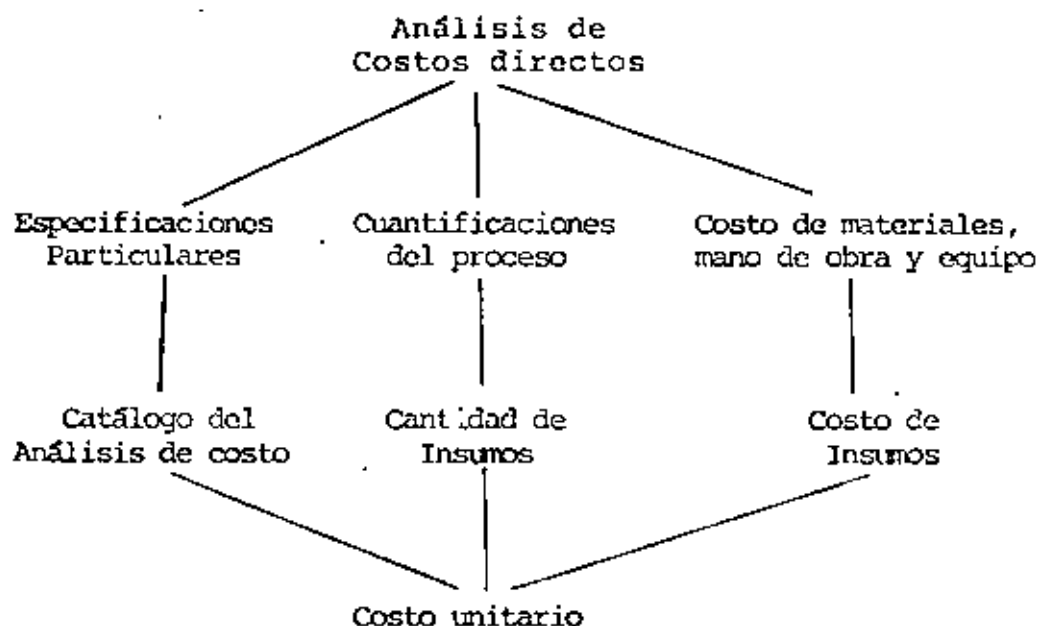 Análisis de
Costos directos
Especificaciones
Particulares
Cuantificaciones
del proceso
Costo de materiales,
mano de obra y equipo
Catálogo del
Análisis de costo
Cantidad de
Insumos
Costo de
Insumos
Costo unitario